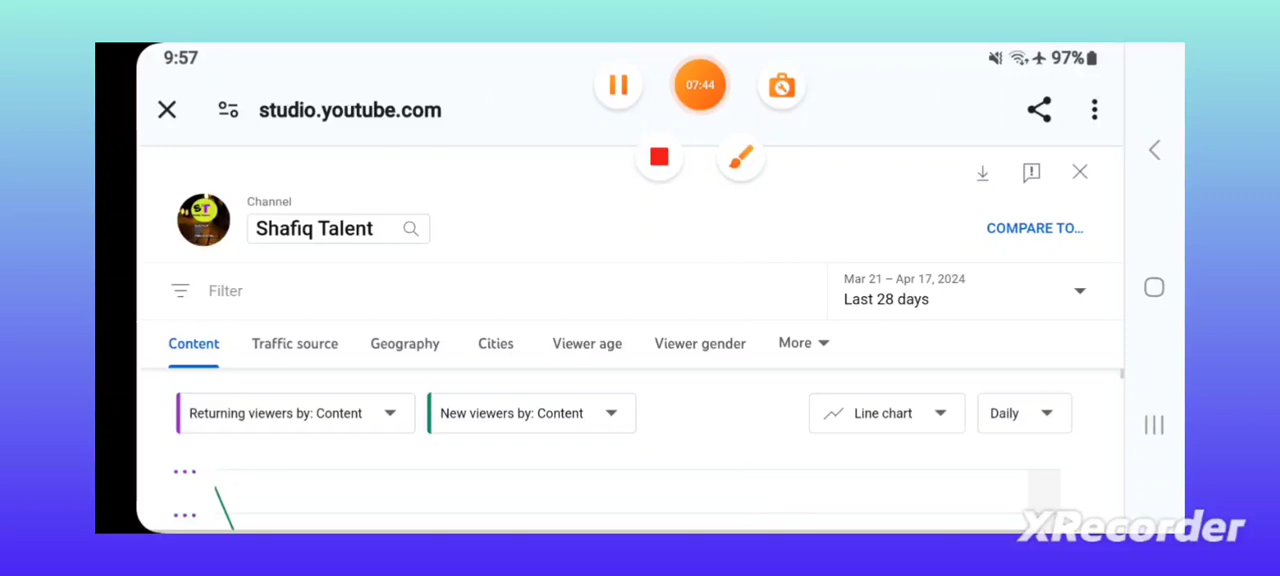 9:57
97%
07:44
studio.youtube.com
Channel
ST
Shafiq Talent
COMPARE TO...
Filter
Mar 21 – Apr 17, 2024
Last 28 days
Content Traffic source Geography Cities Viewer age Viewer gender More
Returning viewers by: Content New viewers by: Content Line chart Daily
XRecorder